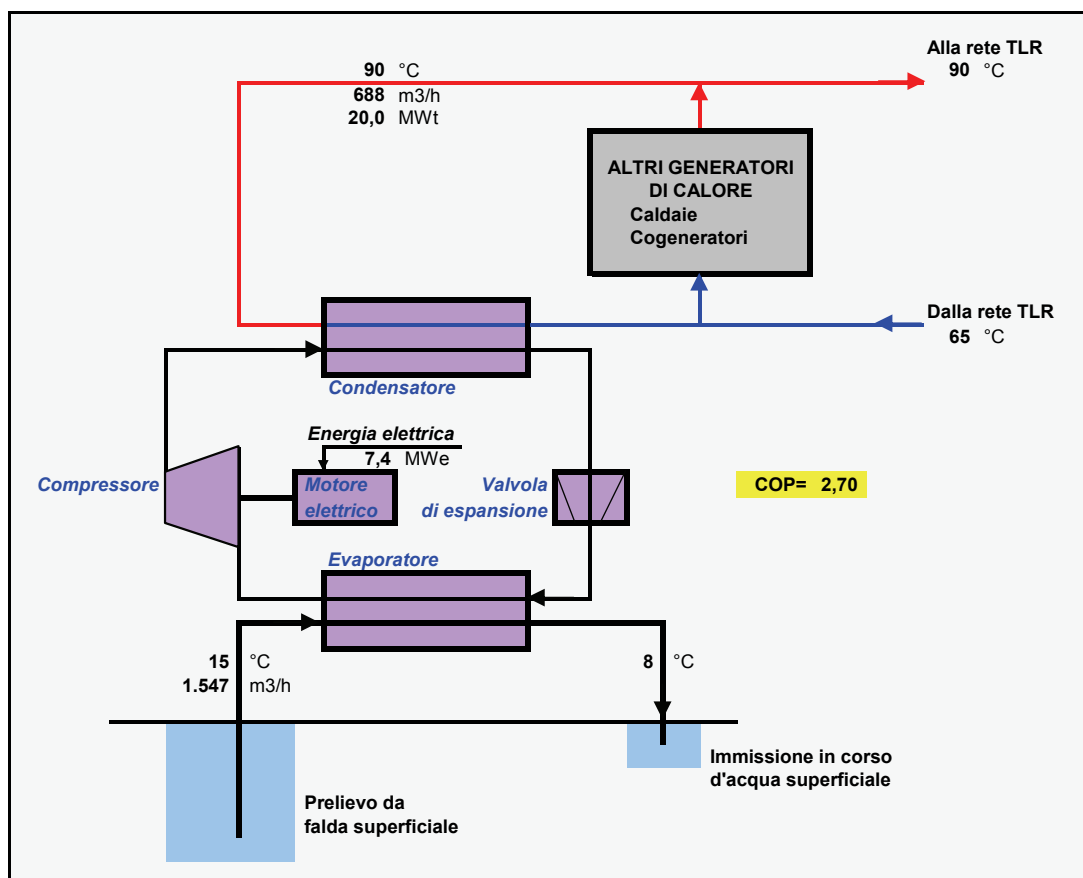 Alla rete TLR
90 °C
90 °C
688 m3/h
20,0 MWt
ALTRI GENERATORI
DI CALORE
Caldaie
Cogeneratori
Dalla rete TLR
65 °C
Condensatore
Energia elettrica
7,4 MWe
Compressore
Motore
elettrico
Valvola
di espansione
COP= 2,70
Evaporatore
15 °C
1.547 m3/h
8 °C
Immissione in corso
d'acqua superficiale
Prelievo da
falda superficiale